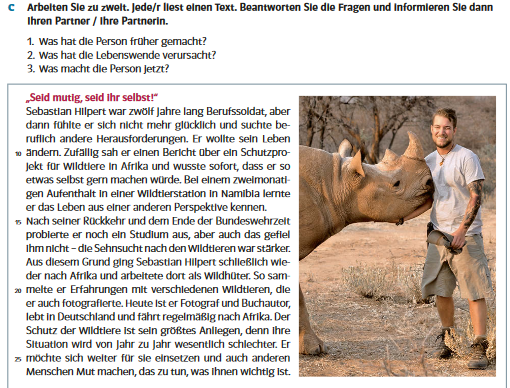 C Arbeiten Sie zu zweit. Jede/r liest einen Text. Beantworten Sie die Fragen und informieren Sie dann
Ihren Partner / Ihre Partnerin.
1. Was hat die Person früher gemacht?
2. Was hat die Lebenswende verursacht?
3. Was macht die Person jetzt?
„Seid mutig, seid ihr selbst!“
Sebastian Hilpert war zwölf Jahre lang Berufssoldat, aber
dann fühlte er sich nicht mehr glücklich und suchte be-
ruflich andere Herausforderungen. Er wollte sein Leben
10 ändern. Zufällig sah er einen Bericht über ein Schutzpro-
jekt für Wildtiere in Afrika und wusste sofort, dass er so
etwas selbst gern machen würde. Bei einem zweimonati-
gen Aufenthalt in einer Wildtierstation in Namibia lernte
er das Leben aus einer anderen Perspektive kennen.
15 Nach seiner Rückkehr und dem Ende der Bundeswehrzeit
probierte er noch ein Studium aus, aber auch das gefiel
ihm nicht – die Sehnsucht nach den Wildtieren war stärker.
Aus diesem Grund ging Sebastian Hilpert schließlich wie-
der nach Afrika und arbeitete dort als Wildhüter. So sam-
20 melte er Erfahrungen mit verschiedenen Wildtieren, die
er auch fotografierte. Heute ist er Fotograf und Buchautor,
lebt in Deutschland und fährt regelmäßig nach Afrika. Der
Schutz der Wildtiere ist sein größtes Anliegen, denn ihre
Situation wird von Jahr zu Jahr wesentlich schlechter. Er
25 möchte sich weiter für sie einsetzen und auch anderen
Menschen Mut machen, das zu tun, was ihnen wichtig ist.